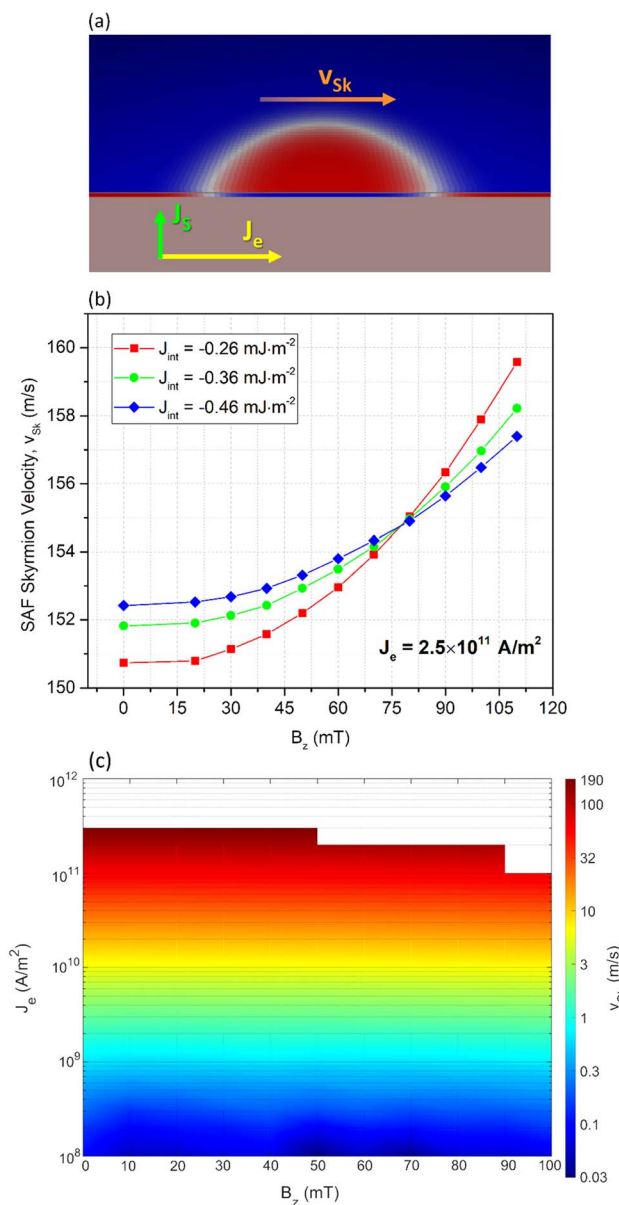 (a)
v_Sk
J_S
J_e
(b)
SAF Skyrmion Velocity, v_Sk (m/s)
160
158
156
154
152
150
J_int = -0.26 mJ·m^-2
J_int = -0.36 mJ·m^-2
J_int = -0.46 mJ·m^-2
J_e = 2.5×10^11 A/m^2
0 15 30 45 60 75 90 105 120
B_z (mT)
(c)
J_e (A/m^2)
10^12
10^11
10^10
10^9
10^8
0 10 20 30 40 50 60 70 80 90 100
B_z (mT)
190
100
32
10
3
1
0.3
0.1
0.03
(m/s)